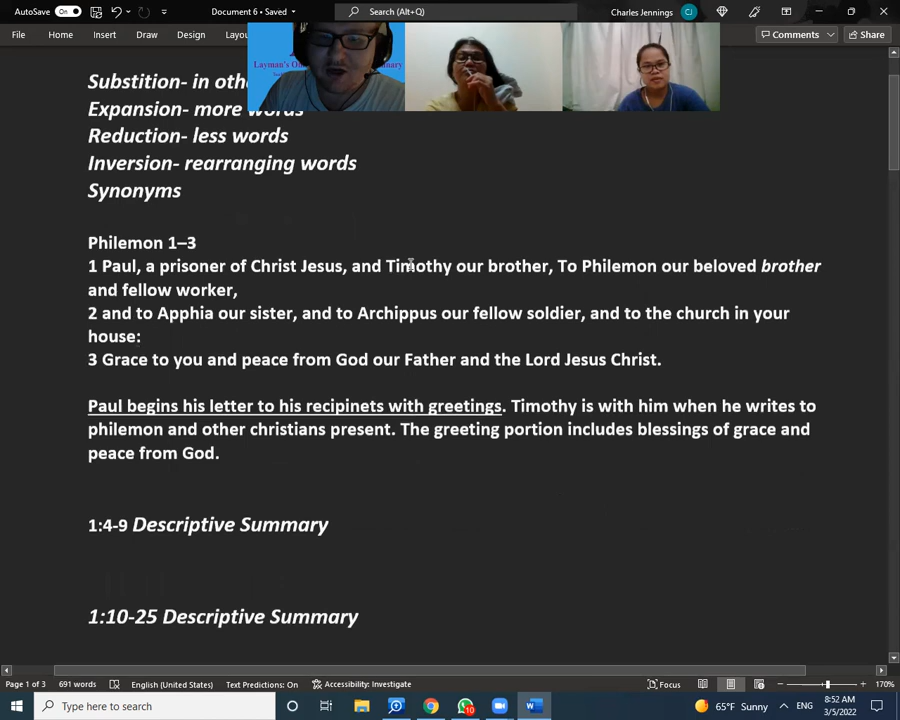 AutoSave On Document 6 • Saved Search (Alt+Q) Charles Jennings CJ
File Home Insert Draw Design Layou Comments Share
Layman's
Substition- in oth
Expansion- more words
Reduction- less words
Inversion- rearranging words
Synonyms
Philemon 1–3
1 Paul, a prisoner of Christ Jesus, and Timothy our brother, To Philemon our beloved brother
and fellow worker,
2 and to Apphia our sister, and to Archippus our fellow soldier, and to the church in your
house:
3 Grace to you and peace from God our Father and the Lord Jesus Christ.
Paul begins his letter to his recipinets with greetings. Timothy is with him when he writes to
philemon and other christians present. The greeting portion includes blessings of grace and
peace from God.
1:4-9 Descriptive Summary
1:10-25 Descriptive Summary
Page 1 of 3 691 words English (United States) Text Predictions: On Accessibility: Investigate Focus 170%
Type here to search 10 65°F Sunny ENG 8:52 AM
3/5/2022